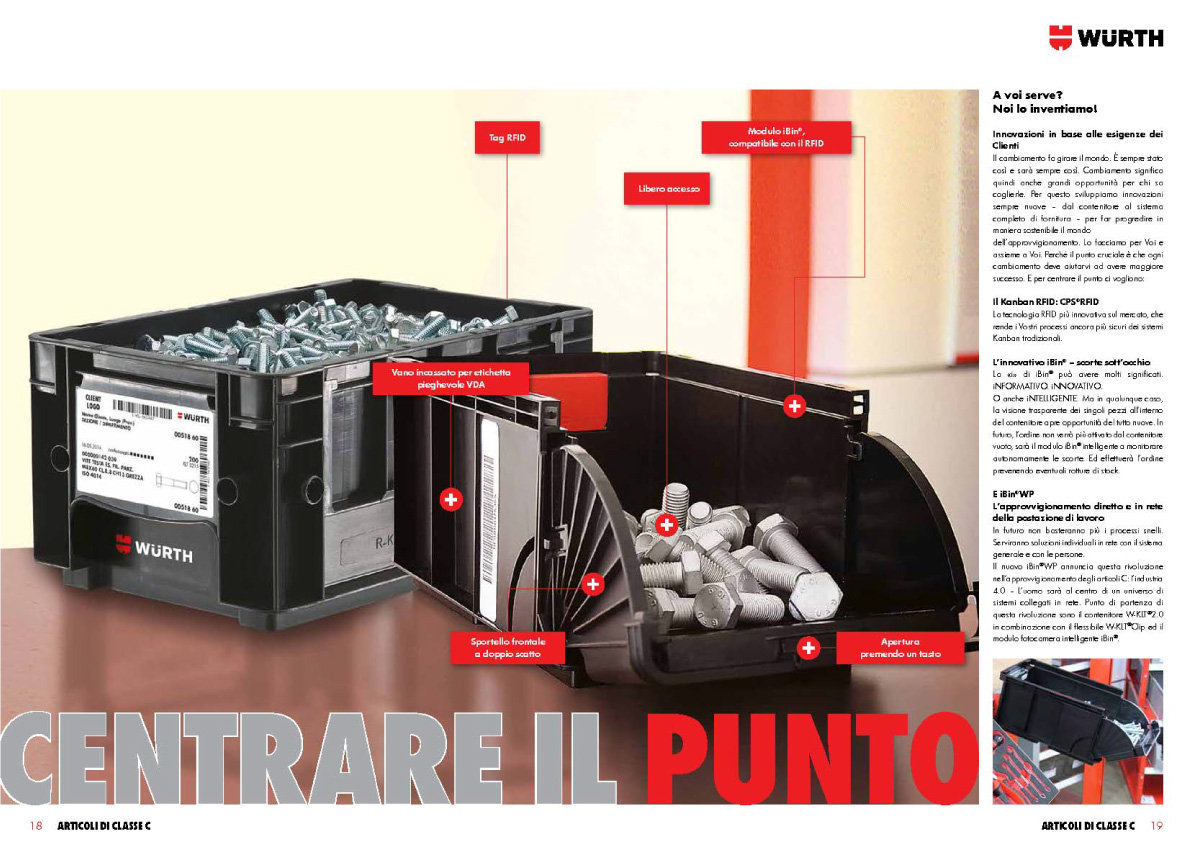 WÜRTH
Tag RFID
Modulo iBin®,
compatibile con il RFID
Libero accesso
Vano incassato per etichetta
pieghevole VDA
CLIENT
LOGO
WÜRTH
00518 60
200
ISO 4014
00518 60
WÜRTH
R-K
Sportello frontale
a doppio scatto
Apertura
premendo un tasto
CENTRARE IL PUNTO
A voi serve?
Noi lo inventiamo!
Innovazioni in base alle esigenze dei
Clienti
Il cambiamento fa girare il mondo. È sempre stato
così e sarà sempre così. Cambiamento significa
quindi anche grandi opportunità per chi sa
coglierle. Per questo sviluppiamo innovazioni
sempre nuove – dal contenitore al sistema
completo di fornitura – per far progredire in
maniera sostenibile il mondo
dell'approvvigionamento. Lo facciamo per Voi e
assieme a Voi. Perché il punto cruciale è che ogni
cambiamento deve aiutarvi ad avere maggiore
successo. E per centrare il punto ci vogliono:
Il Kanban RFID: CPS®RFID
La tecnologia RFID più innovativa sul mercato, che
rende i Vostri processi ancora più sicuri dei sistemi
Kanban tradizionali.
L'innovativo iBin® – scorte sott'occhio
La «i» di iBin® può avere molti significati.
iNFORMATIVO. iNNOVATIVO.
O anche iNTELLIGENTE. Ma in qualunque caso,
la visione trasparente dei singoli pezzi all'interno
del contenitore apre opportunità del tutto nuove. In
futuro, l'ordine non verrà più attivato dal contenitore
vuoto, sarà il modulo iBin® intelligente a monitorare
autonomamente le scorte. Ed effettuerà l'ordine
prevenendo eventuali rotture di stock.
E iBin®WP
L'approvvigionamento diretto e in rete
della postazione di lavoro
In futuro non basteranno più i processi snelli.
Serviranno soluzioni individuali in rete con il sistema
generale e con le persone.
Il nuovo iBin®WP annuncia questa rivoluzione
nell'approvvigionamento degli articoli C: l'industria
4.0 – L'uomo sarà al centro di un universo di
sistemi collegati in rete. Punto di partenza di
questa rivoluzione sono il contenitore W-KLT®2.0
in combinazione con il flessibile W-KLT®Clip ed il
modulo fotocamera intelligente iBin®.
18 ARTICOLI DI CLASSE C
ARTICOLI DI CLASSE C 19